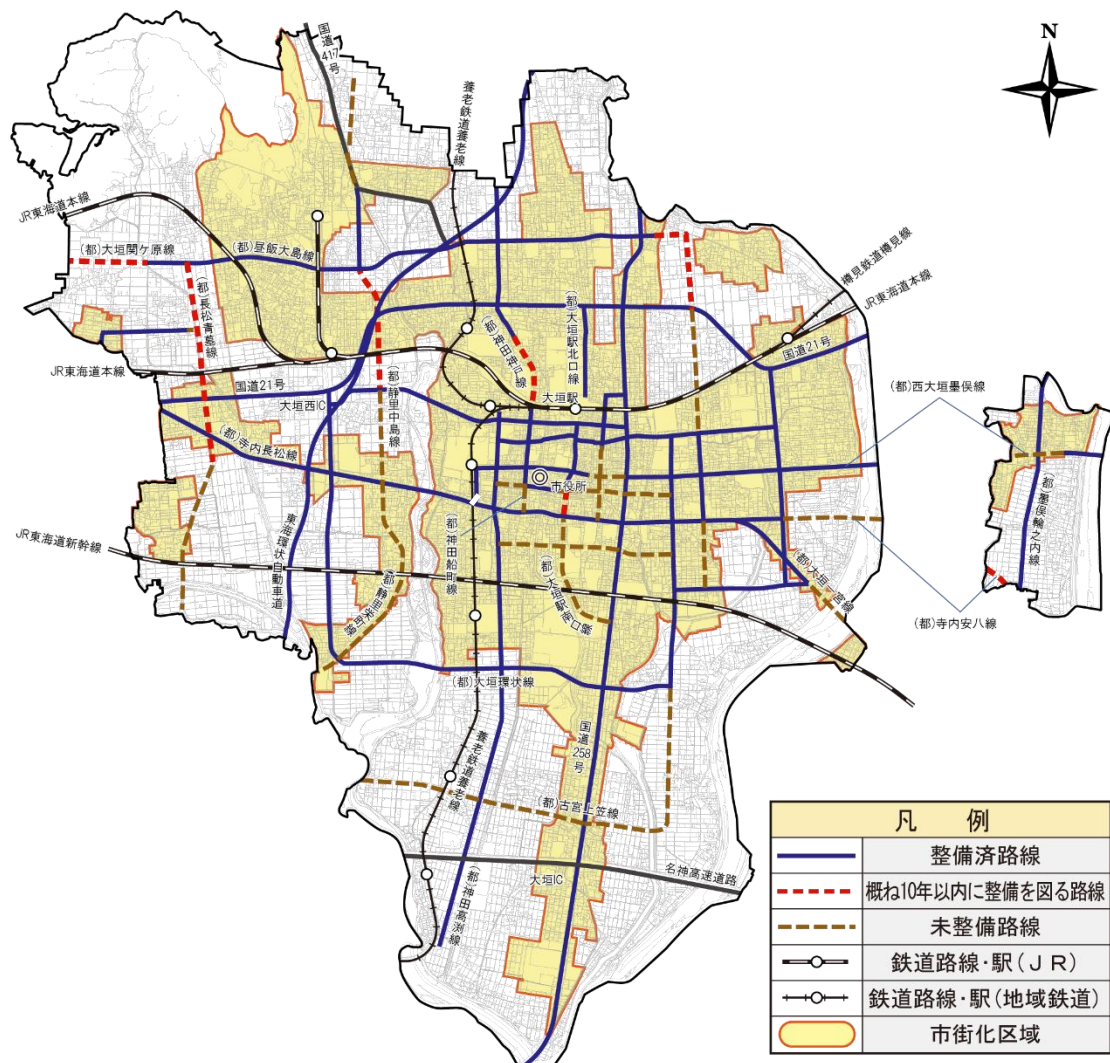 N
国道417号
養老鉄道養老線
JR東海道本線
(都)大垣関ケ原線
(都)昼飯大島線
(都)長松青墓線
樽見鉄道樽見線
JR東海道本線
(都)大垣駅北口線
(都)神田神戸線
国道21号
JR東海道本線
国道21号
大垣西IC
(都)静里中島線
大垣駅
(都)西大垣墨俣線
(都)寺内長松線
市役所
(都)墨俣輪之内線
JR東海道新幹線
東海環状自動車道
(都)神田船町線
(都)大垣駅南口線
(都)大垣一宮線
(都)寺内安八線
(都)大垣環状線
国道258号
養老鉄道養老線
(都)古宮上笠線
名神高速道路
大垣IC
(都)神田高渕線
凡 例
整備済路線
概ね10年以内に整備を図る路線
未整備路線
鉄道路線・駅(JR)
鉄道路線・駅(地域鉄道)
市街化区域